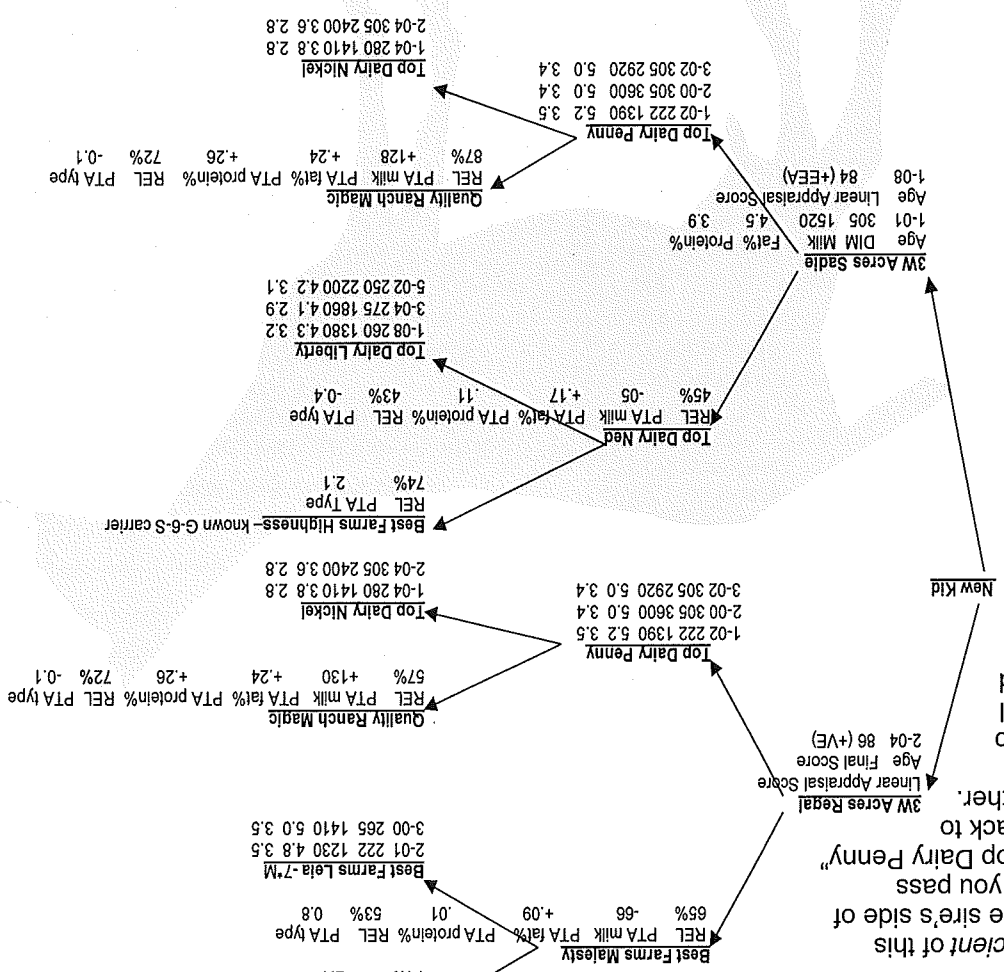 cient of this
e sire's side of
you pass
op Dairy Penny"
ack to
ther.
Best Farms Majesty
REL PTA milk PTA fat% PTA protein% REL PTA type
65% -66 +.09 .01 53% 0.8
Best Farms Leia -7*M
2-01 222 1230 4.8 3.5
3-00 265 1410 5.0 3.5
3W Acres Regal
Linear Appraisal Score
Age Final Score
2-04 86 (+VE)
Quality Ranch Magic
REL PTA milk PTA fat% PTA protein% REL PTA type
57% +130 +.24 +.26 72% -0.1
Top Dairy Penny
1-02 222 1390 5.2 3.5
2-00 305 3600 5.0 3.4
3-02 305 2920 5.0 3.4
Top Dairy Nickel
1-04 280 1410 3.8 2.8
2-04 305 2400 3.6 2.8
New Kid
Best Farms Highness – known G-6-S carrier
REL PTA Type
74% 2.1
Top Dairy Ned
REL PTA milk PTA fat% PTA protein% REL PTA type
45% -05 +.17 .11 43% -0.4
Top Dairy Liberty
1-08 260 1380 4.3 3.2
3-04 275 1860 4.1 2.9
5-02 250 2200 4.2 3.1
3W Acres Sadie
Age DIM Milk Fat% Protein%
1-01 305 1520 4.5 3.9
Age Linear Appraisal Score
1-08 84 (+EEA)
Quality Ranch Magic
REL PTA milk PTA fat% PTA protein% REL PTA type
87% +128 +.24 +.26 72% -0.1
Top Dairy Penny
1-02 222 1390 5.2 3.5
2-00 305 3600 5.0 3.4
3-02 305 2920 5.0 3.4
Top Dairy Nickel
1-04 280 1410 3.8 2.8
2-04 305 2400 3.6 2.8